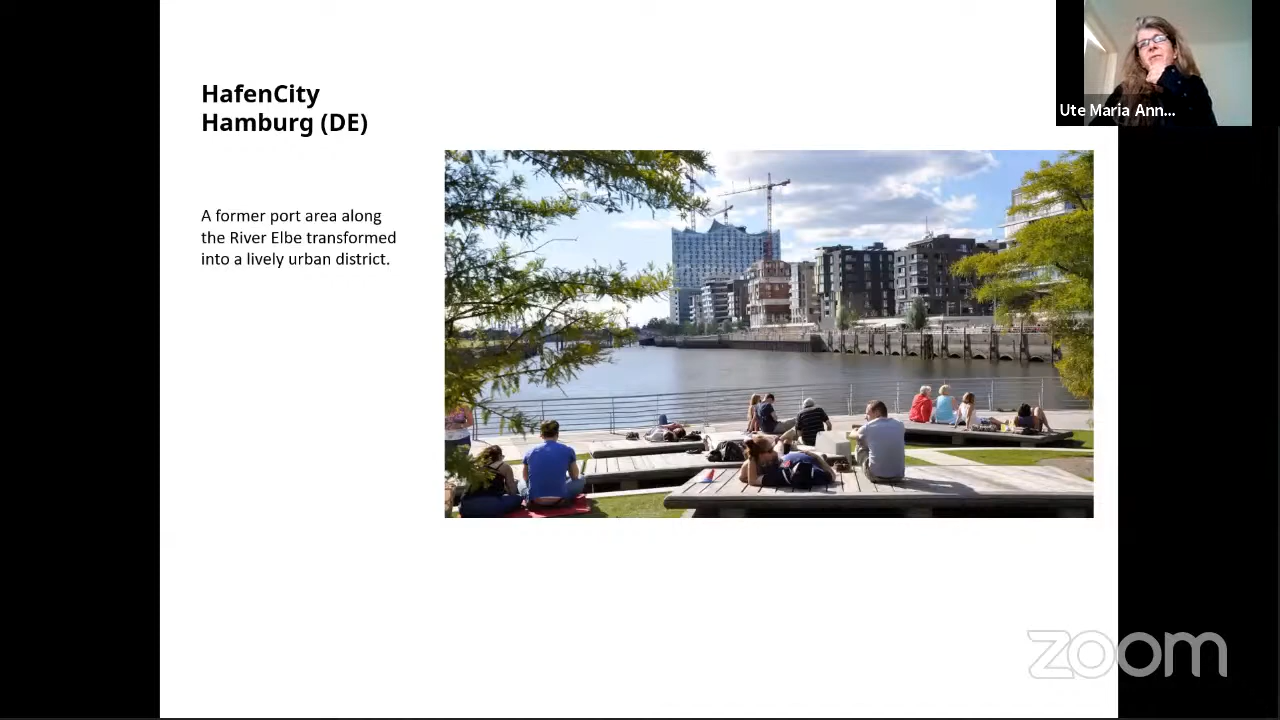 HafenCity
Hamburg (DE)
A former port area along
the River Elbe transformed
into a lively urban district.
Ute Maria Ann...
zoom